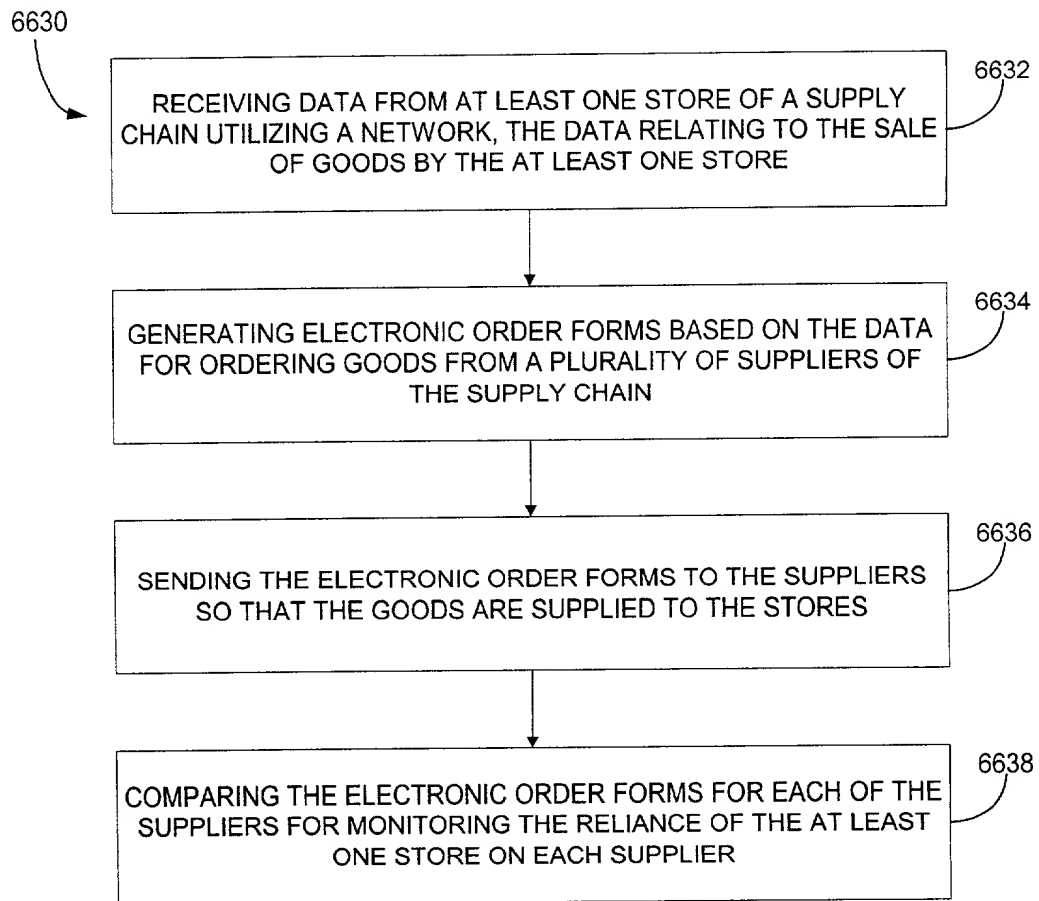 6630
6632
RECEIVING DATA FROM AT LEAST ONE STORE OF A SUPPLY
CHAIN UTILIZING A NETWORK, THE DATA RELATING TO THE SALE
OF GOODS BY THE AT LEAST ONE STORE
6634
GENERATING ELECTRONIC ORDER FORMS BASED ON THE DATA
FOR ORDERING GOODS FROM A PLURALITY OF SUPPLIERS OF
THE SUPPLY CHAIN
6636
SENDING THE ELECTRONIC ORDER FORMS TO THE SUPPLIERS
SO THAT THE GOODS ARE SUPPLIED TO THE STORES
6638
COMPARING THE ELECTRONIC ORDER FORMS FOR EACH OF THE
SUPPLIERS FOR MONITORING THE RELIANCE OF THE AT LEAST
ONE STORE ON EACH SUPPLIER